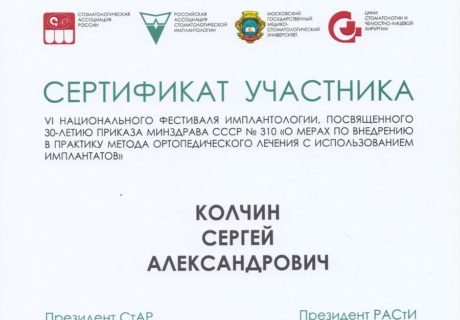 СТОМАТОЛОГИЧЕСКАЯ
АССОЦИАЦИЯ
РОССИИ
РОССИЙСКАЯ
АССОЦИАЦИЯ
СТОМАТОЛОГИЧЕСКОЙ
ИМПЛАНТОЛОГИИ
МОСКОВСКИЙ
ГОСУДАРСТВЕННЫЙ
МЕДИКО-
СТОМАТОЛОГИЧЕСКИЙ
УНИВЕРСИТЕТ
ЦНИИ
СТОМАТОЛОГИИ И
ЧЕЛЮСТНО-ЛИЦЕВОЙ
ХИРУРГИИ
СЕРТИФИКАТ УЧАСТНИКА
VI НАЦИОНАЛЬНОГО ФЕСТИВАЛЯ ИМПЛАНТОЛОГИИ, ПОСВЯЩЕННОГО
30-ЛЕТИЮ ПРИКАЗА МИНЗДРАВА СССР № 310 «О МЕРАХ ПО ВНЕДРЕНИЮ
В ПРАКТИКУ МЕТОДА ОРТОПЕДИЧЕСКОГО ЛЕЧЕНИЯ С ИСПОЛЬЗОВАНИЕМ
ИМПЛАНТАТОВ»
КОЛЧИН
СЕРГЕЙ
АЛЕКСАНДРОВИЧ
Президент СтАР
Президент РАСтИ